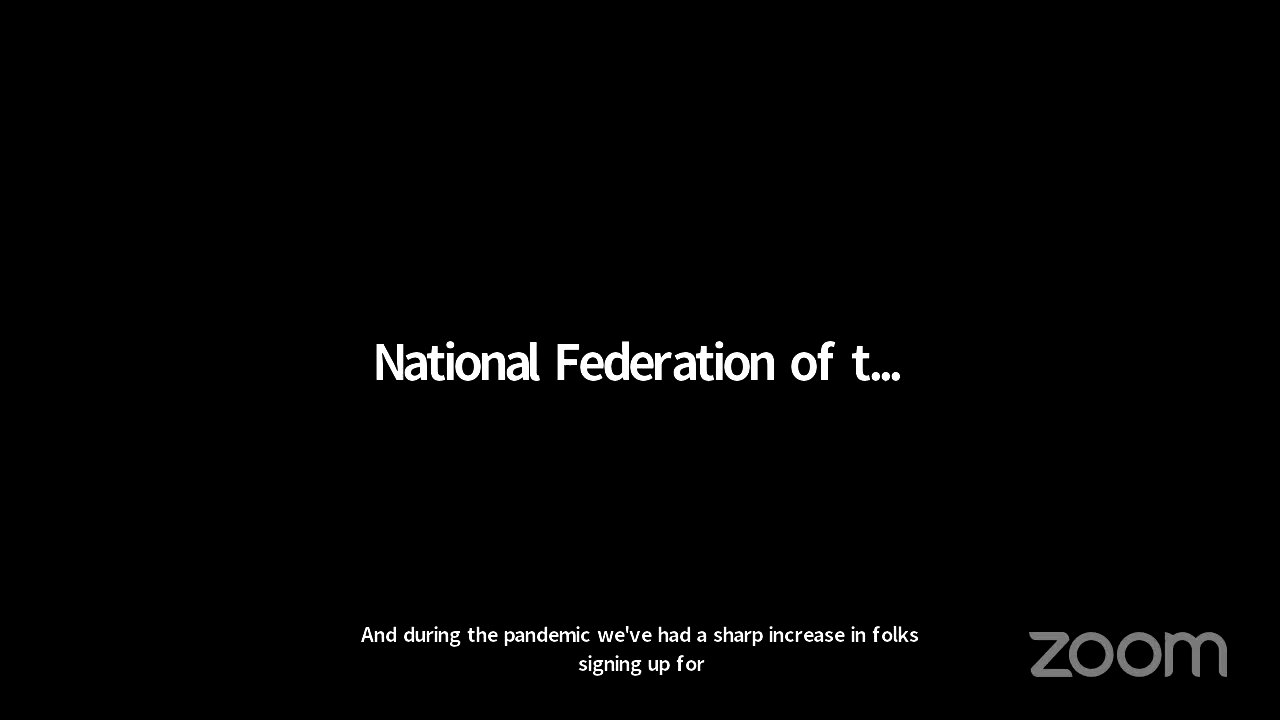 National Federation of t...
And during the pandemic we've had a sharp increase in folks
signing up for
zoom